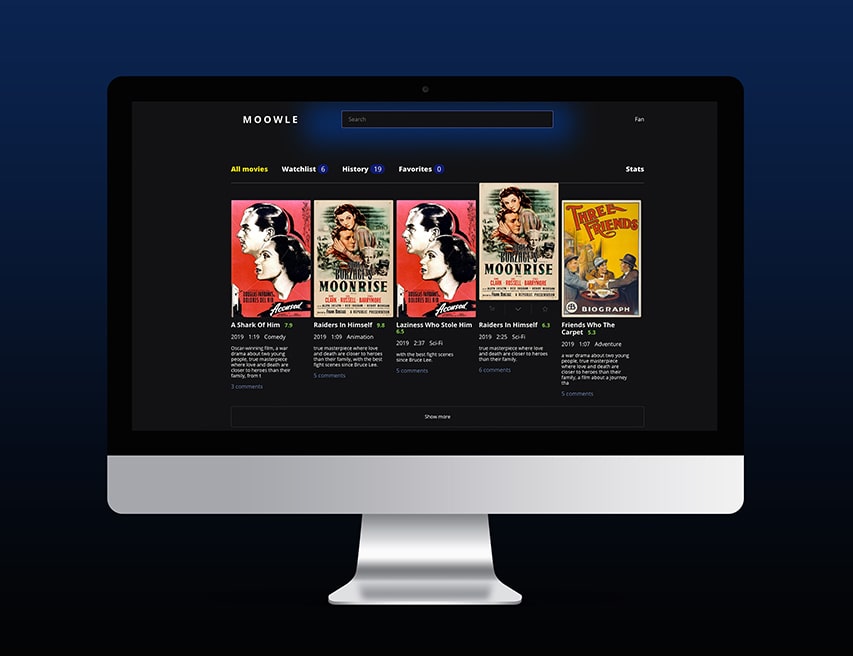 MOOWLE
Search
Fan
All movies Watchlist 6 History 19 Favorites 0 Stats
DOUGLAS FAIRBANKS JR.
DOLORES DEL RIO
Accused
FRANK
BORZAGE'S
MOONRISE
CLARK RUSSELL BARRYMORE
A REPUBLIC PRESENTATION
DOLORES DEL RIO
Accused
BORZAGE'S
MOONRISE
CLARK RUSSELL BARRYMORE
A REPUBLIC PRESENTATION
THREE
FRIENDS
BIOGRAPH
A Shark Of Him 7.9
2019 1:19 Comedy
Oscar-winning film, a war
drama about two young
people, true masterpiece
where love and death are
closer to heroes than their
family, from t
3 comments
Raiders In Himself 9.8
2019 1:09 Animation
true masterpiece where love
and death are closer to heroes
than their family, with the best
fight scenes since Bruce Lee.
5 comments
Laziness Who Stole Him
6.5
2019 2:37 Sci-Fi
with the best fight scenes
since Bruce Lee.
5 comments
Raiders In Himself 6.3
2019 2:25 Sci-Fi
true masterpiece where love
and death are closer to heroes
than their family.
6 comments
Friends Who The
Carpet 5.3
2019 1:07 Adventure
a war drama about two young
people, true masterpiece
where love and death are
closer to heroes than their
family, a film about a journey
tha
5 comments
Show more